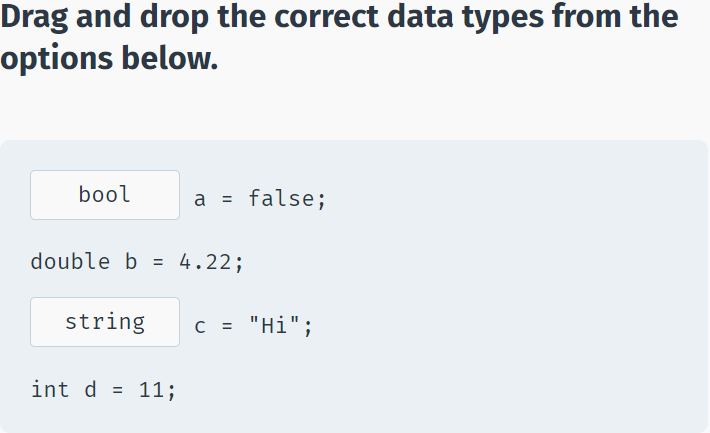 Drag and drop the correct data types from the
options below.
bool a = false;
double b = 4.22;
string c = "Hi";
int d = 11;